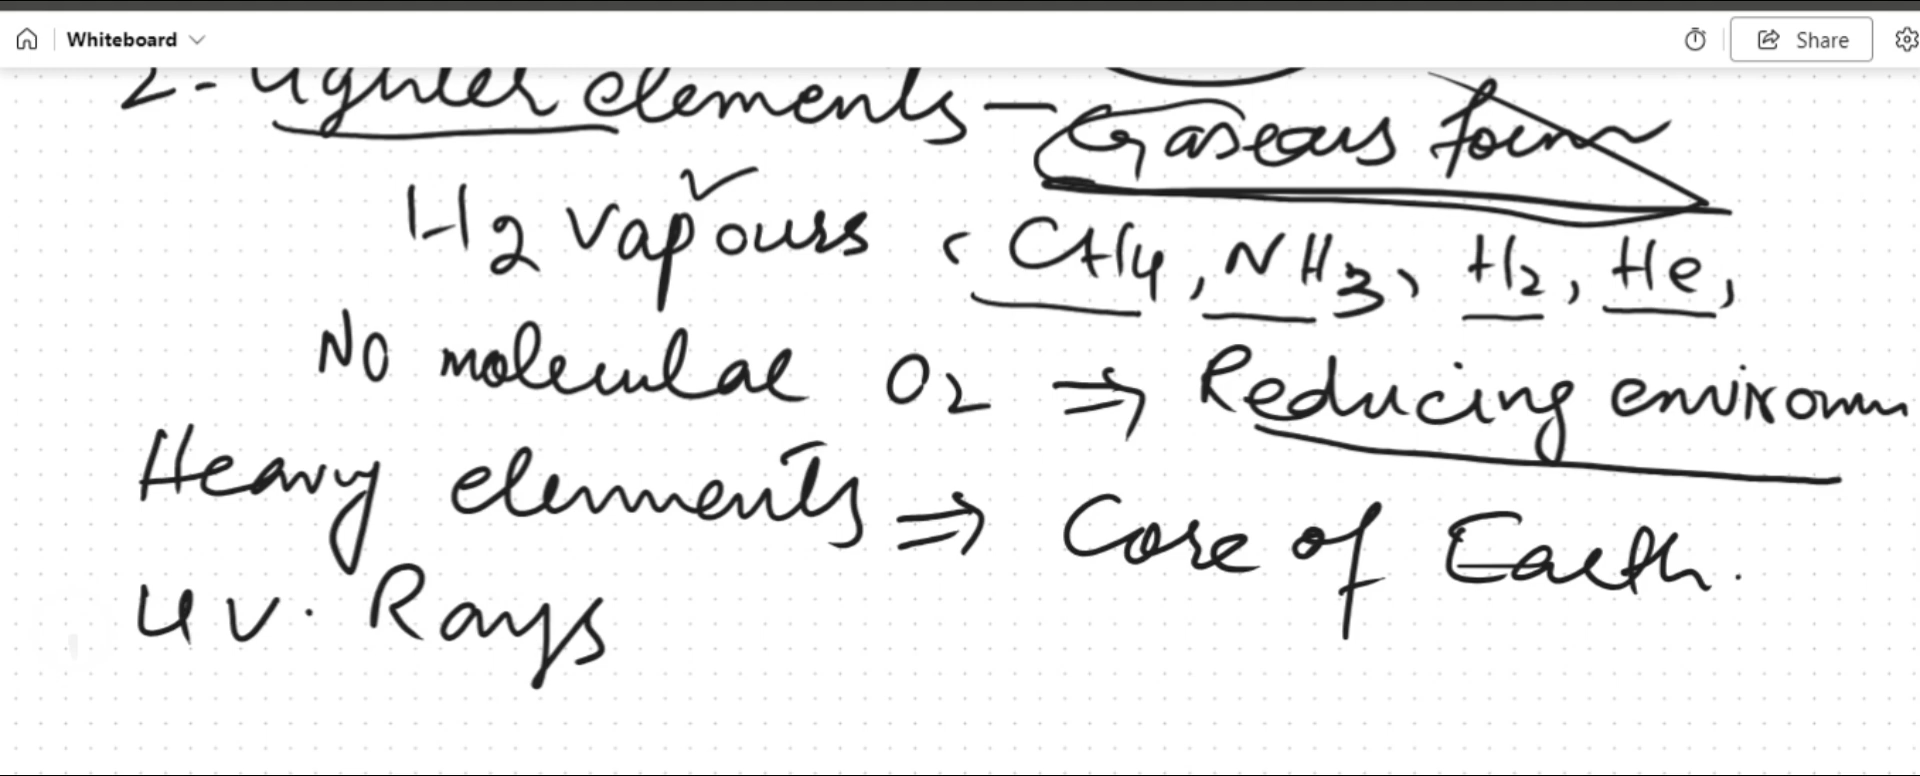 Whiteboard
Share
2- Lighter elements - Gaseous form
H2 Vapours, CH4, NH3, H2, He,
No molecular O2 ⇒ Reducing environm
Heavy elements ⇒ Core of Earth.
UV. Rays